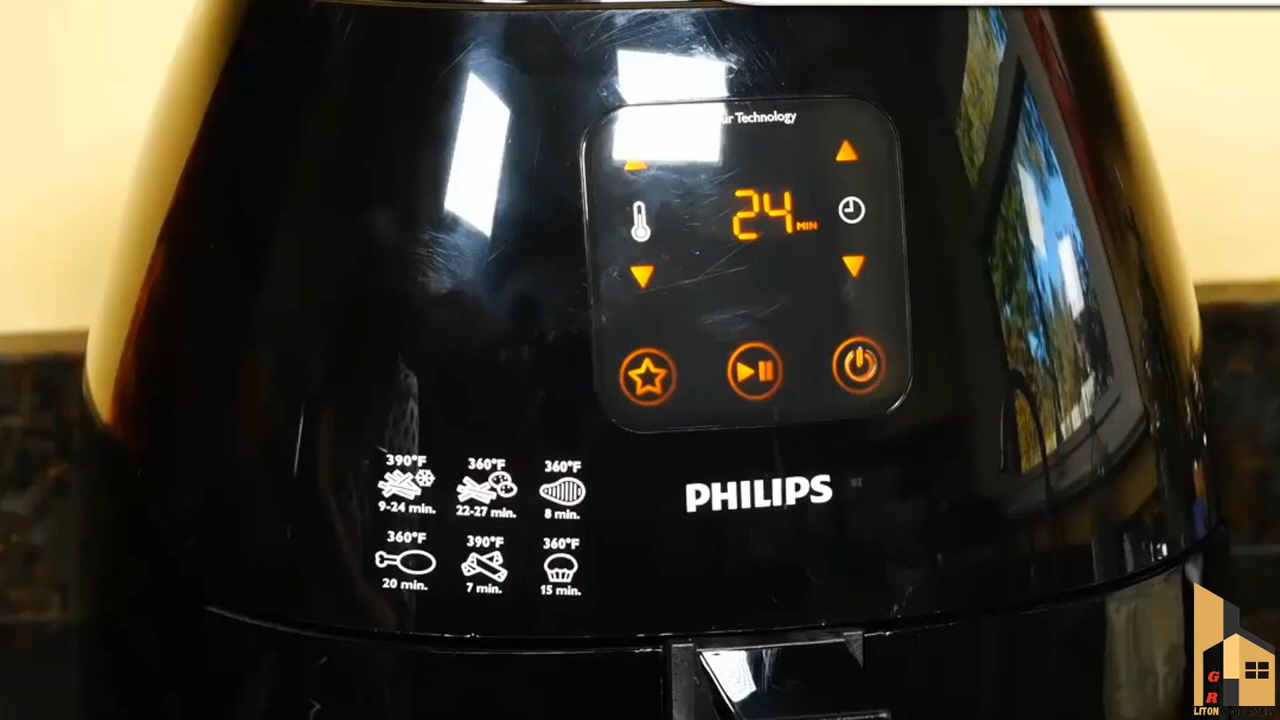 Air Technology
24 MIN
390°F 360°F 360°F
9-24 min. 22-27 min. 8 min.
PHILIPS
360°F 390°F 360°F
20 min. 7 min. 15 min.
G
R
LITON